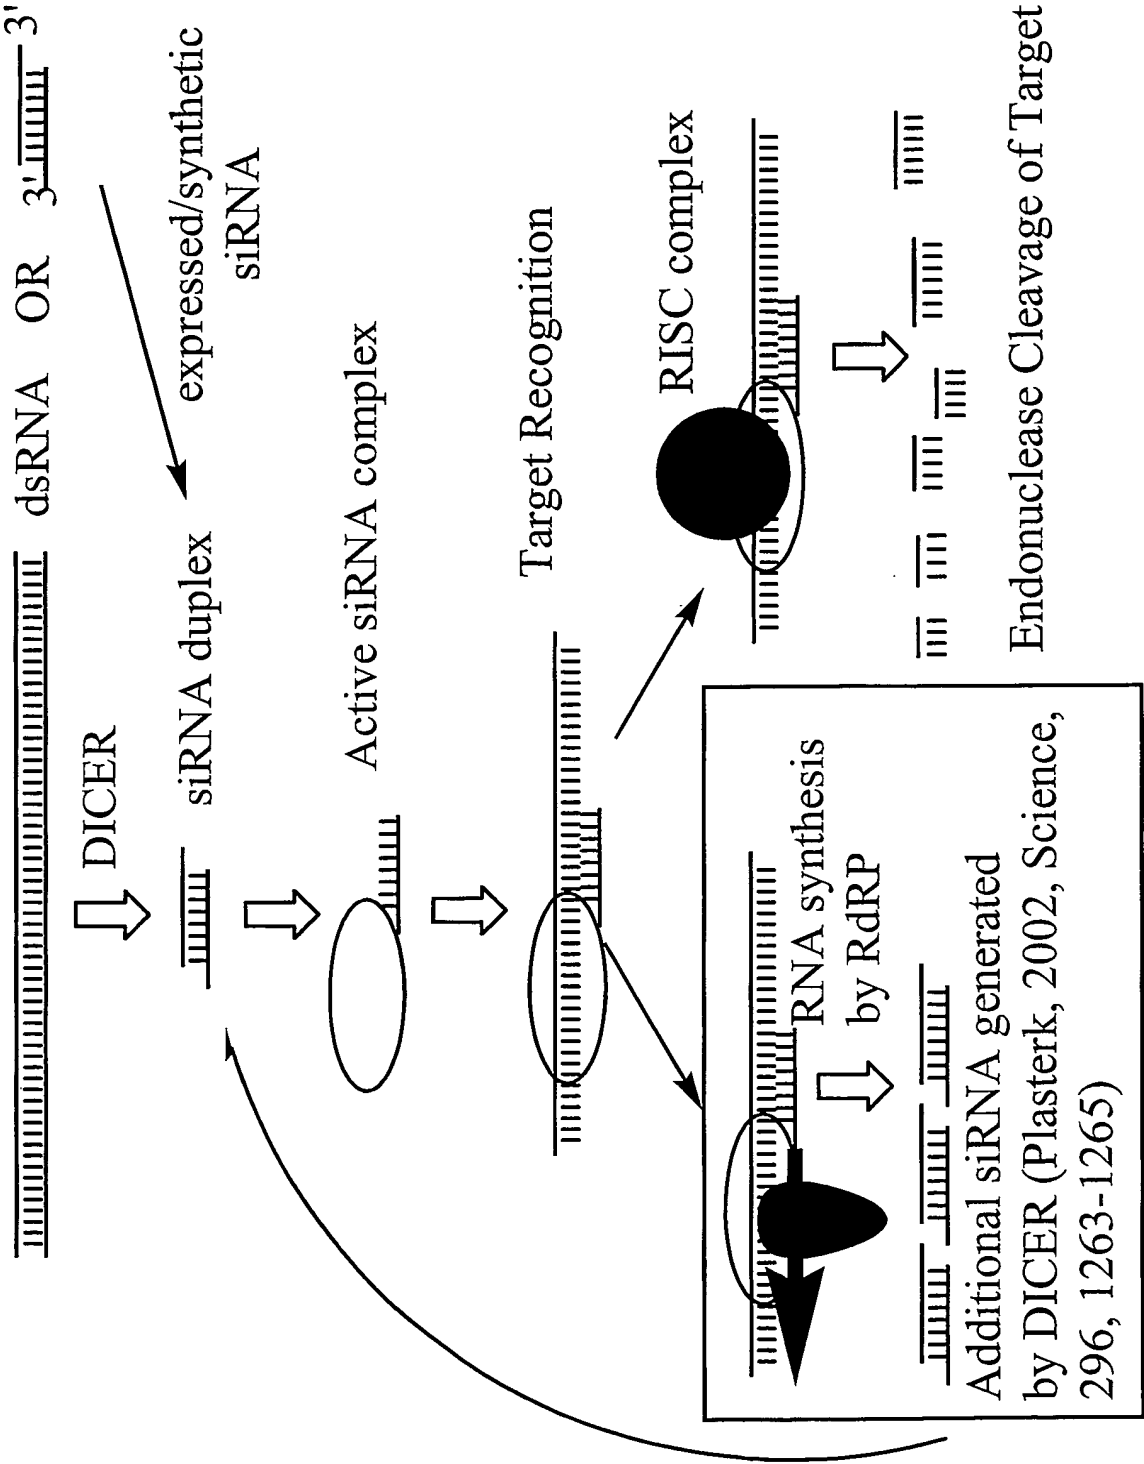 dsRNA OR 3' 3'
DICER
expressed/synthetic
siRNA
siRNA duplex
Active siRNA complex
Target Recognition
RISC complex
RNA synthesis
by RdRP
Additional siRNA generated
by DICER (Plasterk, 2002, Science,
296, 1263-1265)
Endonuclease Cleavage of Target